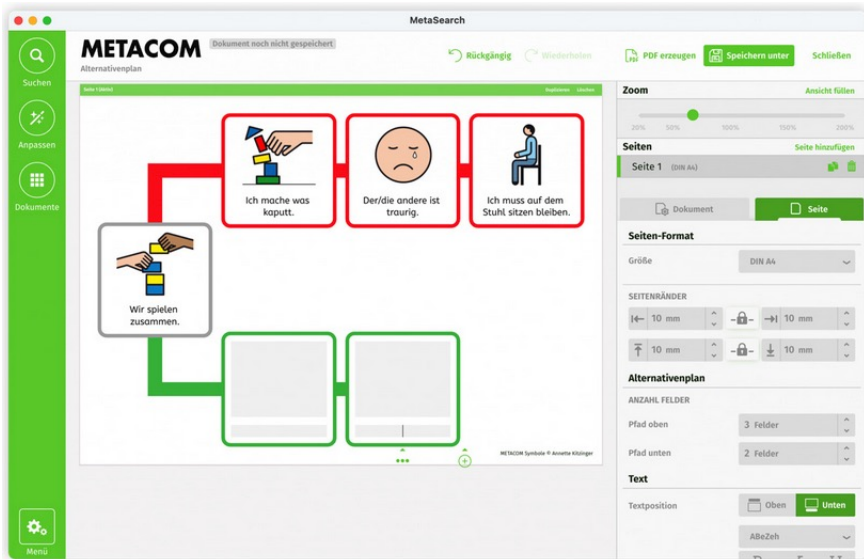 MetaSearch
METACOM
Dokument noch nicht gespeichert
Alternativenplan
Rückgängig
Wiederholen
PDF erzeugen
Speichern unter
Schließen
Suchen
Anpassen
Dokumente
Menü
Duplizieren Löschen
Ich mache was
kaputt.
Der/die andere ist
traurig.
Ich muss auf dem
Stuhl sitzen bleiben.
Wir spielen
zusammen.
METACOM Symbole © Annette Kitzinger
Zoom
Ansicht füllen
20% 50% 100% 150% 200%
Seiten
Seite hinzufügen
Seite 1 (DIN A4)
Dokument
Seite
Seiten-Format
Größe
DIN A4
SEITENRÄNDER
10 mm
10 mm
10 mm
10 mm
Alternativenplan
ANZAHL FELDER
Pfad oben
3 Felder
Pfad unten
2 Felder
Text
Textposition
Oben
Unten
ABeZeh